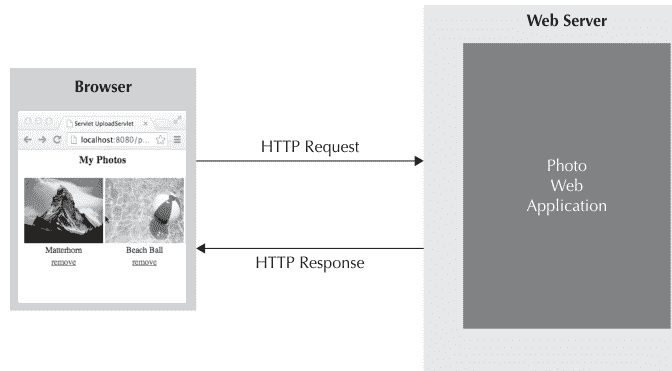 Web Server
Browser
Servlet UploadServlet ×
localhost:8080/p...
My Photos
Matterhorn
Beach Ball
remove
remove
HTTP Request
HTTP Response
Photo
Web
Application